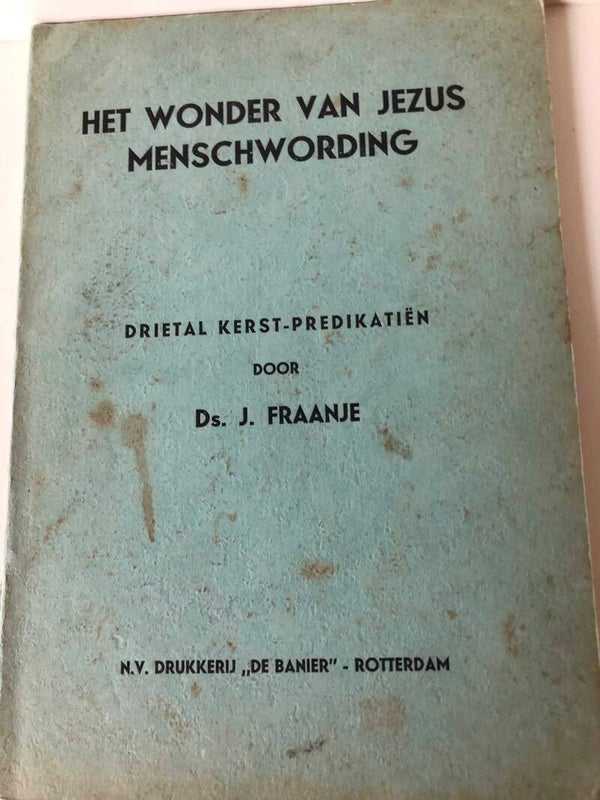 HET WONDER VAN JEZUS
MENSCHWORDING
DRIETAL KERST-PREDIKATIËN
DOOR
Ds. J. FRAANJE
N.V. DRUKKERIJ „DE BANIER” - ROTTERDAM